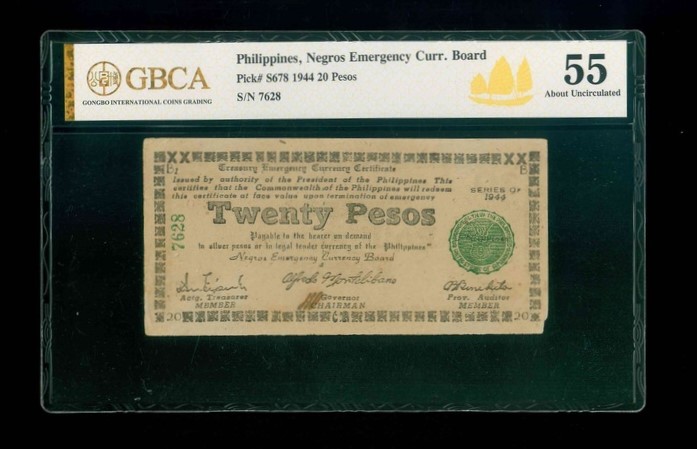 GBCA
GONGBO INTERNATIONAL COINS GRADING
Philippines, Negros Emergency Curr. Board
Pick# S678 1944 20 Pesos
S/N 7628
55
About Uncirculated
XX
XX
B1
B
Treasury Emergency Currency Certificate
issued by authority of the President of the Philippines This
certifies that the Commonwealth of the Philippines will redeem
this certificate at face value upon termination of emergency
SERIES OF
1944
Twenty Pesos
7628
Payable to the bearer on demand
in silver pesos or in legal tender currency of the Philippines"
Negros Emergency Currency Board
Actg. Treasurer
MEMBER
Governor
CHAIRMAN
Prov. Auditor
MEMBER
20
20